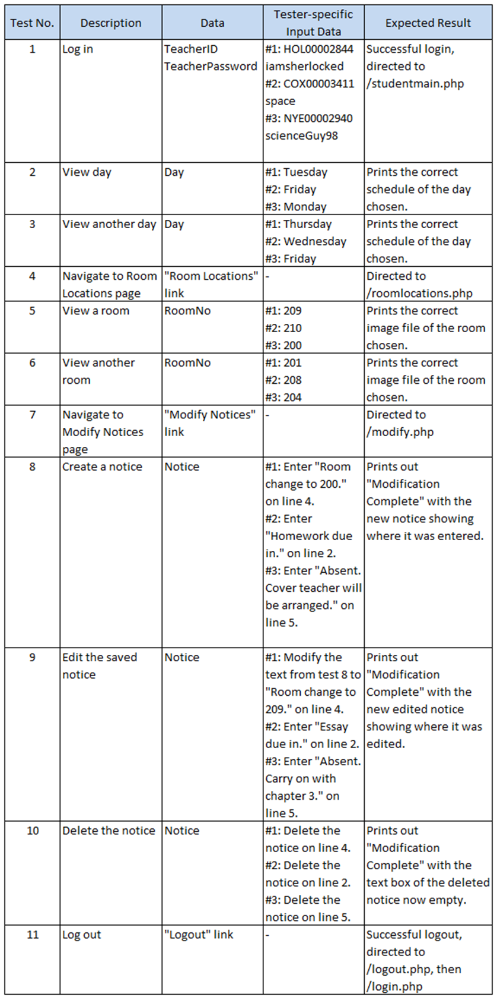 Test No. Description Data Tester-specific Input Data Expected Result
1 Log in TeacherID #1: HOL00002844 Successful login,
TeacherPassword iamsherlocked directed to
#2: COX00003411 /studentmain.php
space
#3: NYE00002940
scienceGuy98
2 View day Day #1: Tuesday Prints the correct
#2: Friday schedule of the day
#3: Monday chosen.
3 View another day Day #1: Thursday Prints the correct
#2: Wednesday schedule of the day
#3: Friday chosen.
4 Navigate to Room "Room Locations" - Directed to
Locations page link /roomlocations.php
5 View a room RoomNo #1: 209 Prints the correct
#2: 210 image file of the room
#3: 200 chosen.
6 View another RoomNo #1: 201 Prints the correct
room #2: 208 image file of the room
#3: 204 chosen.
7 Navigate to "Modify Notices" - Directed to
Modify Notices link /modify.php
page
8 Create a notice Notice #1: Enter "Room Prints out
change to 200." "Modification
on line 4. Complete" with the
#2: Enter new notice showing
"Homework due where it was entered.
in." on line 2.
#3: Enter "Absent.
Cover teacher will
be arranged." on
line 5.
9 Edit the saved Notice #1: Modify the Prints out
notice text from test 8 to "Modification
"Room change to Complete" with the
209." on line 4. new edited notice
#2: Enter "Essay showing where it was
due in." on line 2. edited.
#3: Enter "Absent.
Carry on with
chapter 3." on
line 5.
10 Delete the notice Notice #1: Delete the Prints out
notice on line 4. "Modification
#2: Delete the Complete" with the
notice on line 2. text box of the deleted
#3: Delete the notice now empty.
notice on line 5.
11 Log out "Logout" link - Successful logout,
directed to
/logout.php, then
/login.php